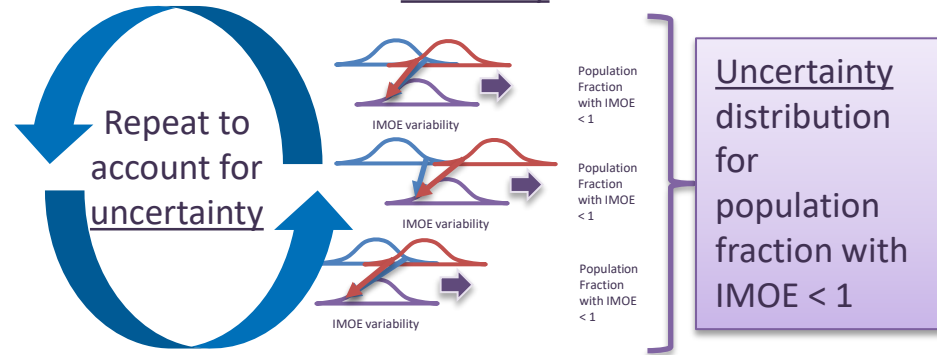 Repeat to
account for
uncertainty
IMOE variability
Population
Fraction
with IMOE
< 1
IMOE variability
Population
Fraction
with IMOE
< 1
IMOE variability
Population
Fraction
with IMOE
< 1
Uncertainty
distribution
for
population
fraction with
IMOE < 1